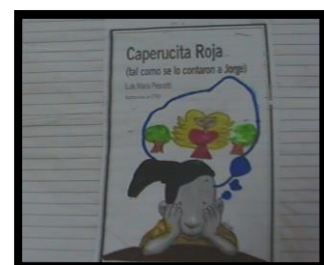 Caperucita Roja
(tal como se lo contaron a Jorge)
Luis María Pescetti